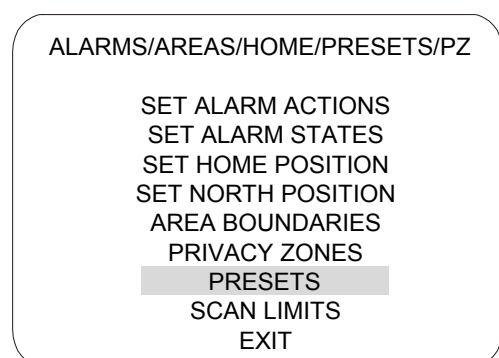 ALARMS/AREAS/HOME/PRESETS/PZ
SET ALARM ACTIONS
SET ALARM STATES
SET HOME POSITION
SET NORTH POSITION
AREA BOUNDARIES
PRIVACY ZONES
PRESETS
SCAN LIMITS
EXIT